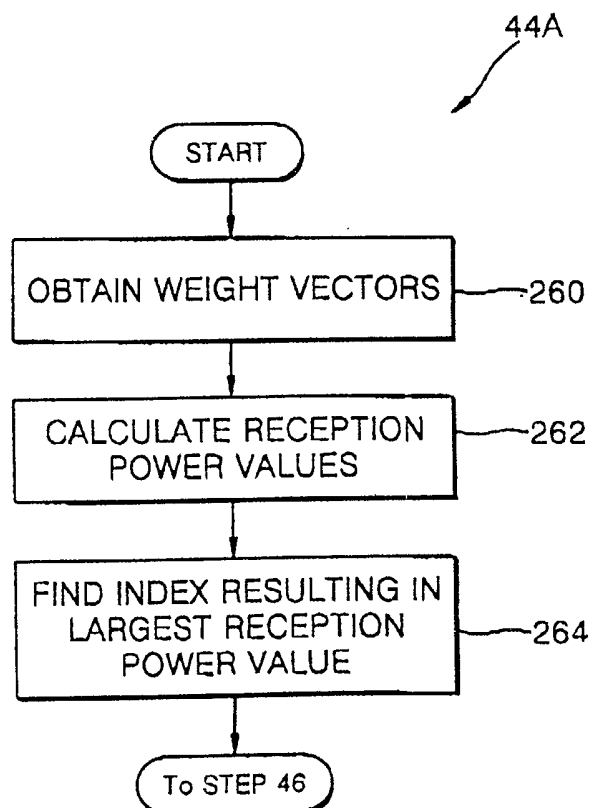 44A
START
OBTAIN WEIGHT VECTORS
260
CALCULATE RECEPTION
POWER VALUES
262
FIND INDEX RESULTING IN
LARGEST RECEPTION
POWER VALUE
264
To STEP 46